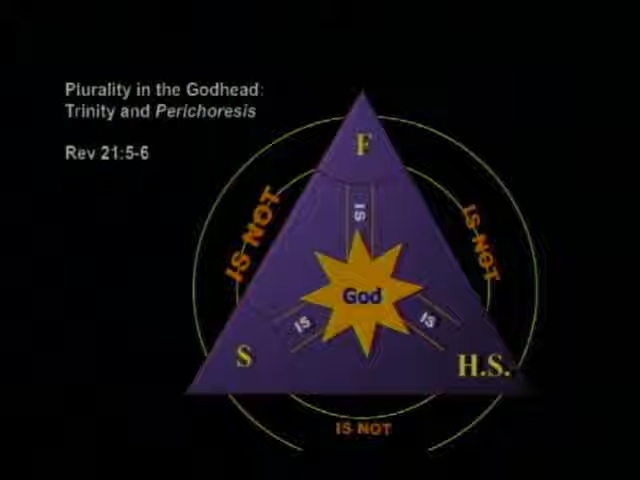 Plurality in the Godhead:
Trinity and Perichoresis
Rev 21:5-6
F
IS
IS NOT
IS NOT
God
IS
IS
S
H.S.
IS NOT